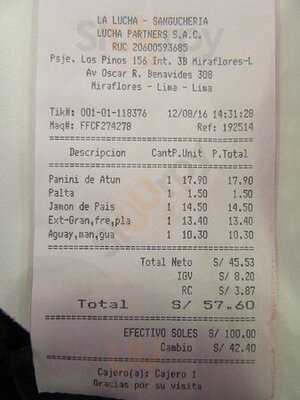 LA LUCHA - SANGUCHERIA
LUCHA PARTNERS S.A.C.
RUC 20600593685
Psje. Los Pinos 156 Int. 3B Miraflores-L
Av Oscar R. Benavides 308
Miraflores - Lima - Lima
Tik#: 001-01-118376 12/08/16 14:31:28
Maq#: FFCF274278 Ref: 192514
Descripcion Cant P.Unit P.Total
Panini de Atun 1 17.90 17.90
Palta 1 1.50 1.50
Jamon de Pais 1 14.50 14.50
Ext-Gran,fre,pla 1 13.40 13.40
Aguay,man,gua 1 10.30 10.30
Total Neto S/ 45.53
IGV S/ 8.20
RC S/ 3.87
Total S/ 57.60
EFECTIVO SOLES S/ 100.00
Cambio S/ 42.40
Cajero(a): Cajero 1
Gracias por su visita